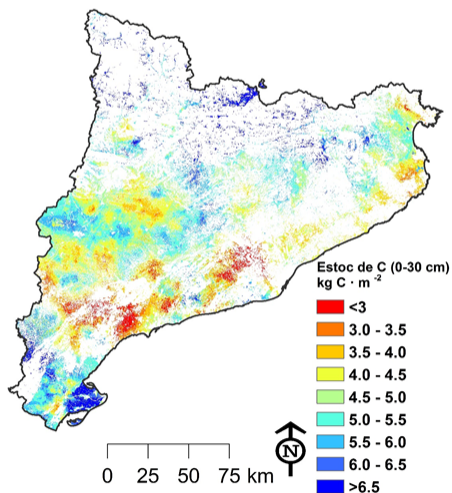 Estoc de C (0-30 cm)
kg C · m -2
<3
3.0 - 3.5
3.5 - 4.0
4.0 - 4.5
4.5 - 5.0
5.0 - 5.5
5.5 - 6.0
6.0 - 6.5
>6.5
N
0 25 50 75 km